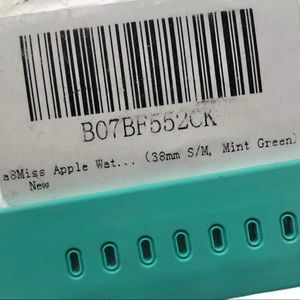 B07BF552CK
a8Miss Apple Wat... (38mm S/M, Mint Green)
New